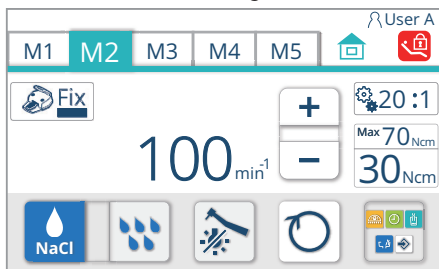 User A
M1 M2 M3 M4 M5
Fix
20:1
Max 70 Ncm
100 min-1
30 Ncm
+
−
NaCl